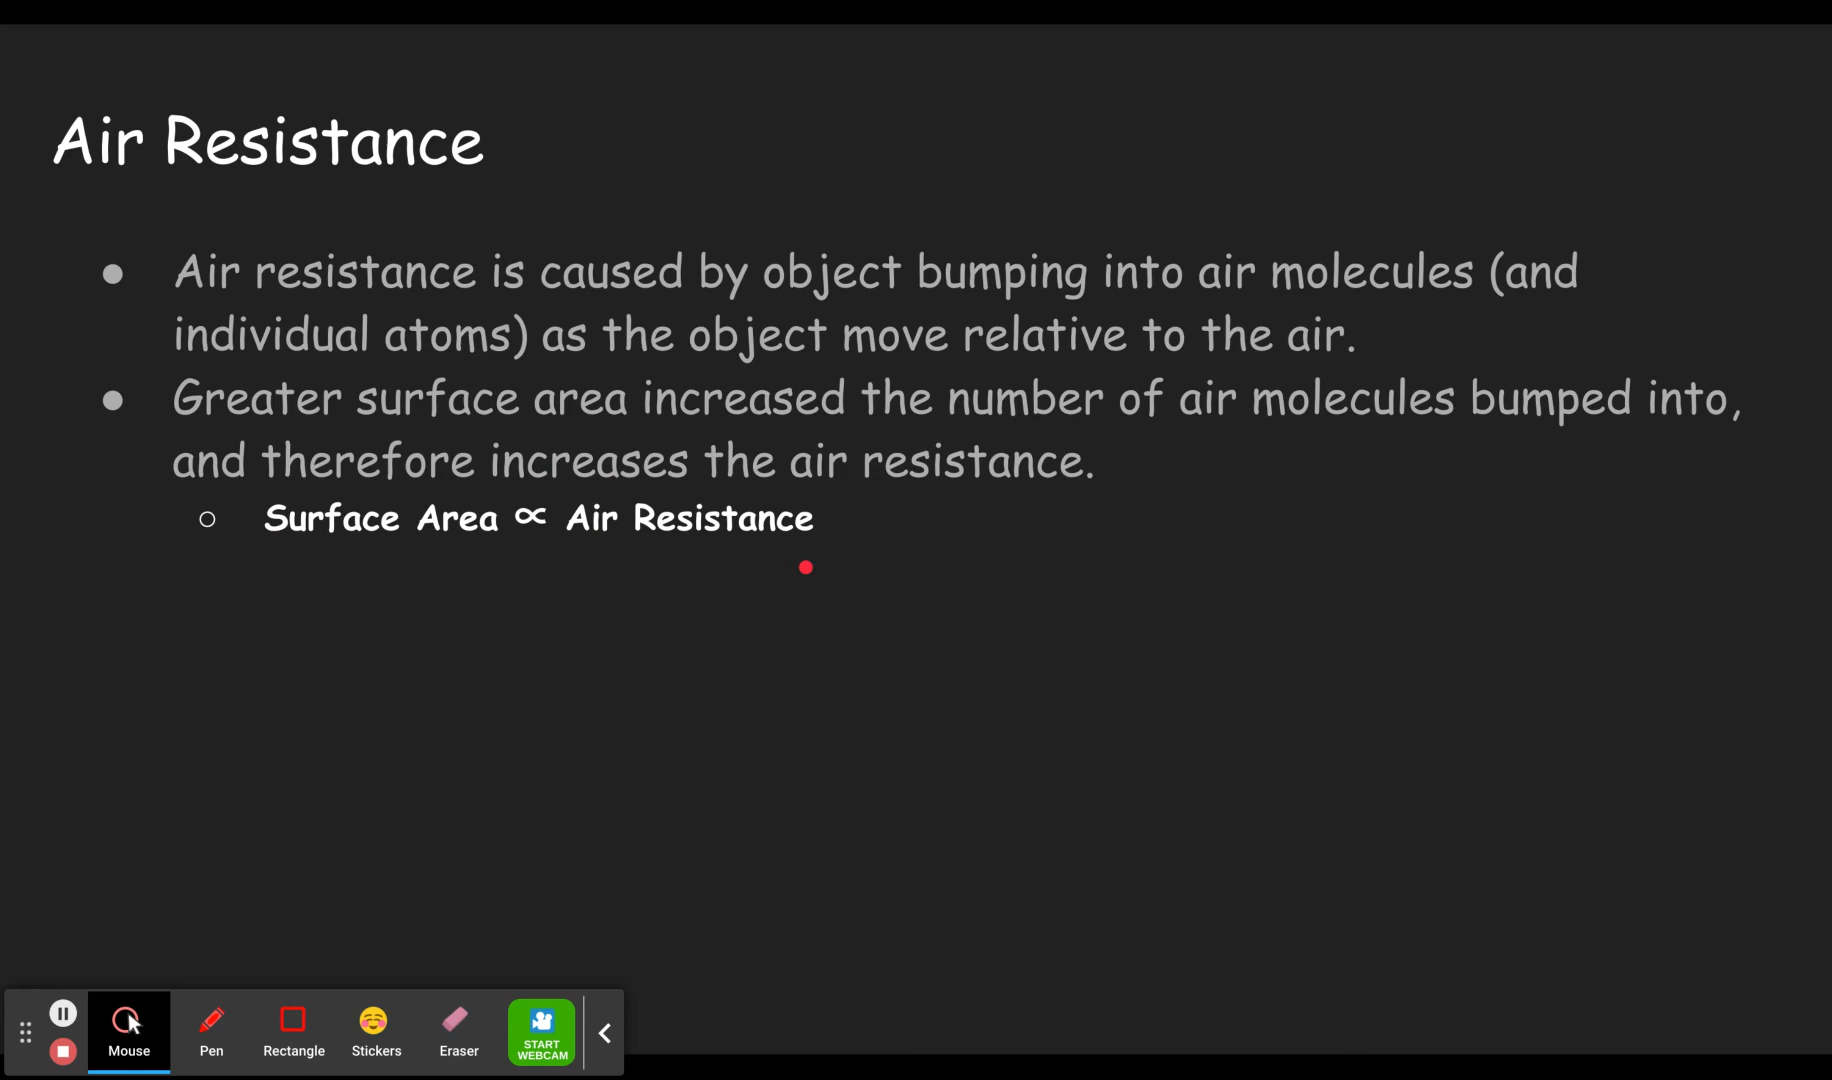 Air Resistance
● Air resistance is caused by object bumping into air molecules (and
individual atoms) as the object move relative to the air.
● Greater surface area increased the number of air molecules bumped into,
and therefore increases the air resistance.
○ Surface Area ∝ Air Resistance
Mouse
Pen
Rectangle
Stickers
Eraser
START
WEBCAM